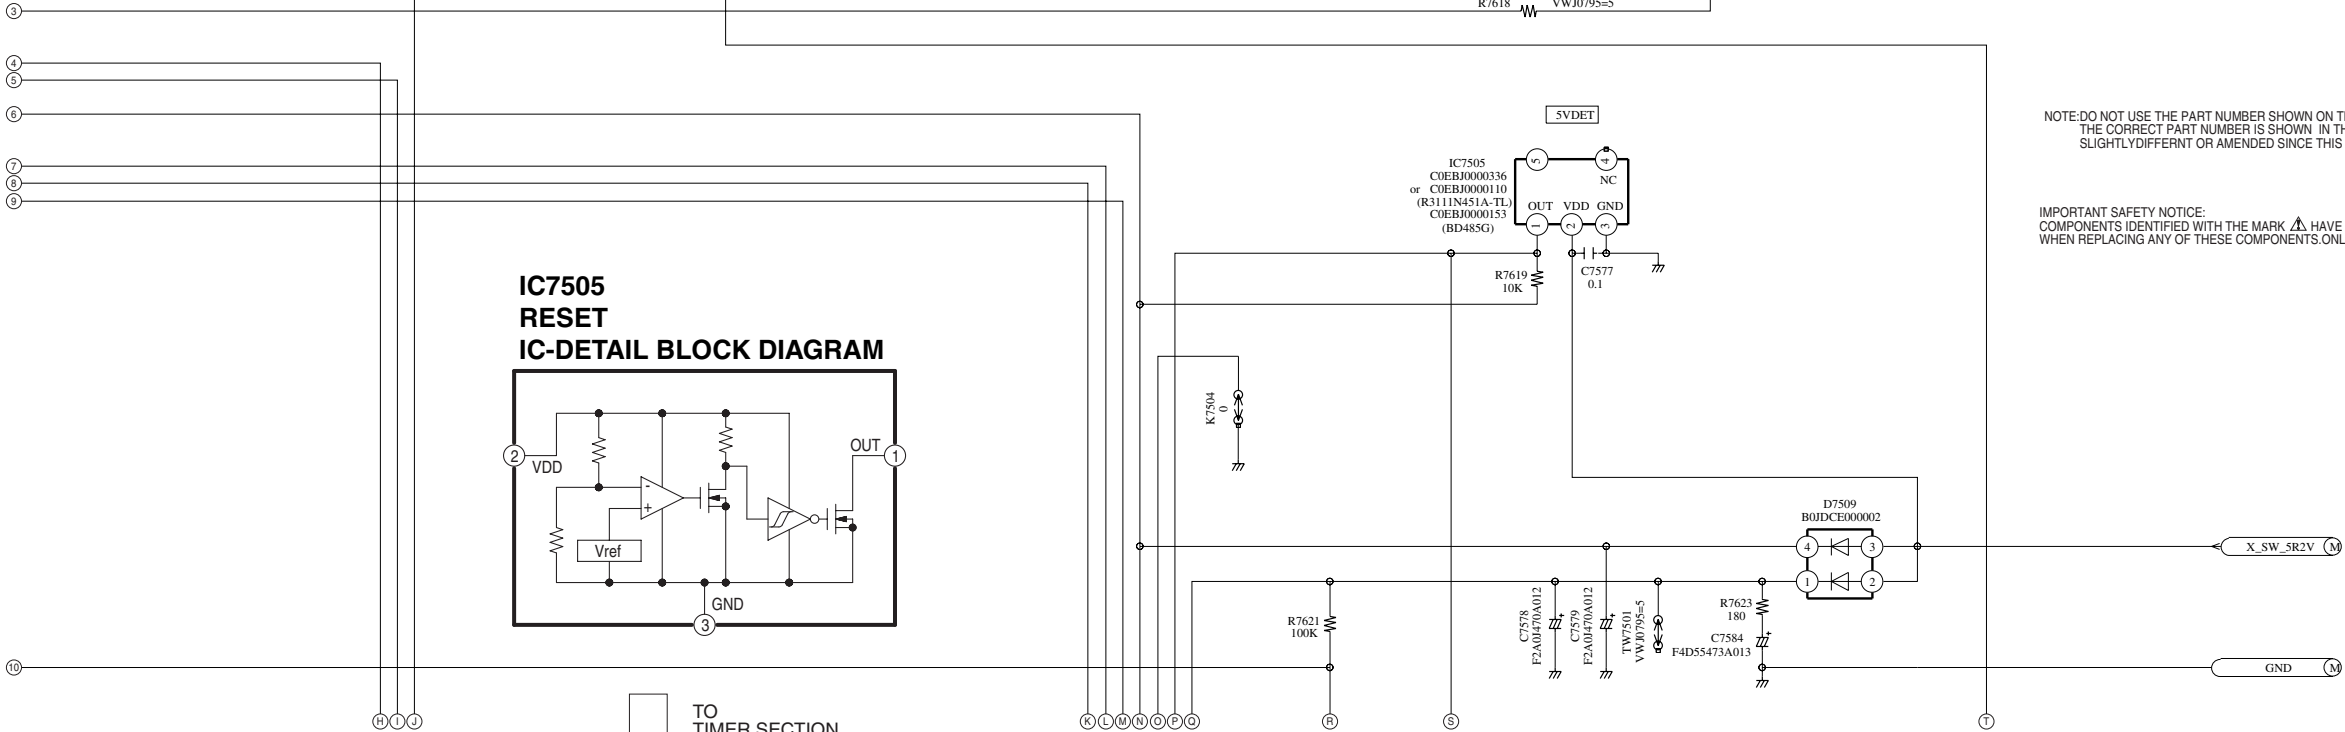 3
R7618 VWJ0795=5
4
5
6
7
8
9
10
5VDET
IC7505
C0EBJ0000336
or C0EBJ0000110
(R3111N451A-TL)
C0EBJ0000153
(BD485G)
5
4
NC
OUT VDD GND
1 2 3
R7619
10K
C7577
0.1
NOTE:DO NOT USE THE PART NUMBER SHOWN ON
THE CORRECT PART NUMBER IS SHOWN IN
SLIGHTLYDIFFERNT OR AMENDED SINCE THIS
IMPORTANT SAFETY NOTICE:
COMPONENTS IDENTIFIED WITH THE MARK HAVE
WHEN REPLACING ANY OF THESE COMPONENTS.ONL
IC7505
RESET
IC-DETAIL BLOCK DIAGRAM
2
VDD
OUT
1
-
+
Vref
GND
3
K7504
0
D7509
B0JDCE000002
4 3
1 2
X_SW_5R2V M
R7621
100K
C7578
F2A0J470A012
C7579
F2A0J470A012
TW7501
VWJ0795=5
R7623
180
C7584
F4D55473A013
GND M
TO
TIMER SECTION
H I J K L M N O P Q R S T